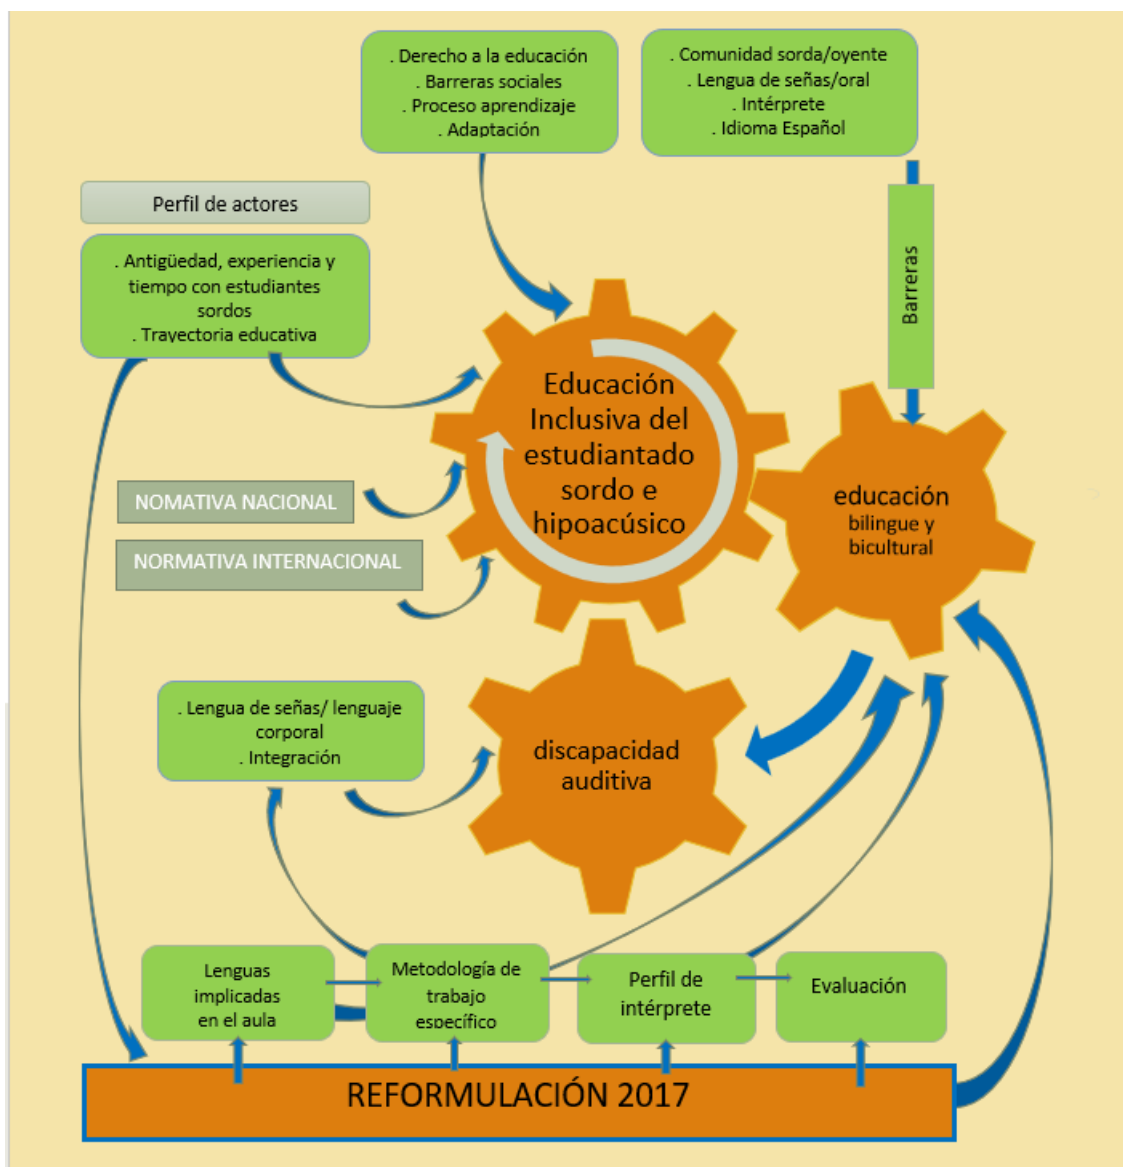 . Derecho a la educación
. Barreras sociales
. Proceso aprendizaje
. Adaptación
. Comunidad sorda/oyente
. Lengua de señas/oral
. Intérprete
. Idioma Español
Perfil de actores
. Antigüedad, experiencia y
tiempo con estudiantes
sordos
. Trayectoria educativa
Barreras
Educación
Inclusiva del
estudiantado
sordo e
hipoacúsico
educación
bilingue y
bicultural
NOMATIVA NACIONAL
NORMATIVA INTERNACIONAL
. Lengua de señas/ lenguaje
corporal
. Integración
discapacidad
auditiva
Lenguas
implicadas
en el aula
Metodología de
trabajo
específico
Perfil de
intérprete
Evaluación
REFORMULACIÓN 2017